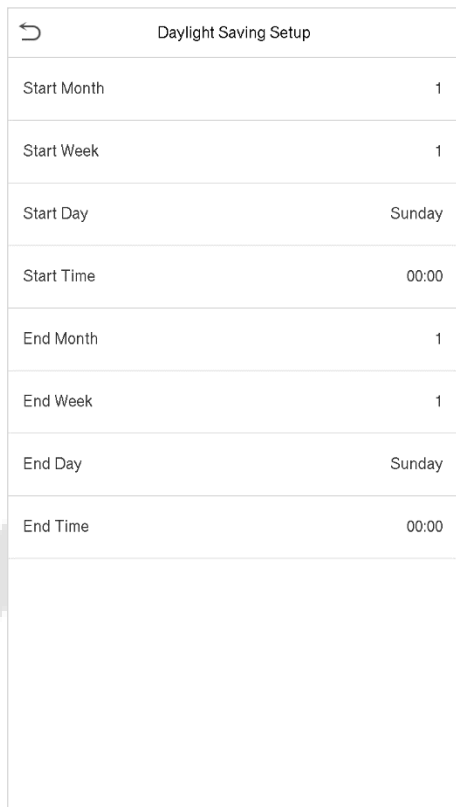 Daylight Saving Setup
Start Month 1
Start Week 1
Start Day Sunday
Start Time 00:00
End Month 1
End Week 1
End Day Sunday
End Time 00:00